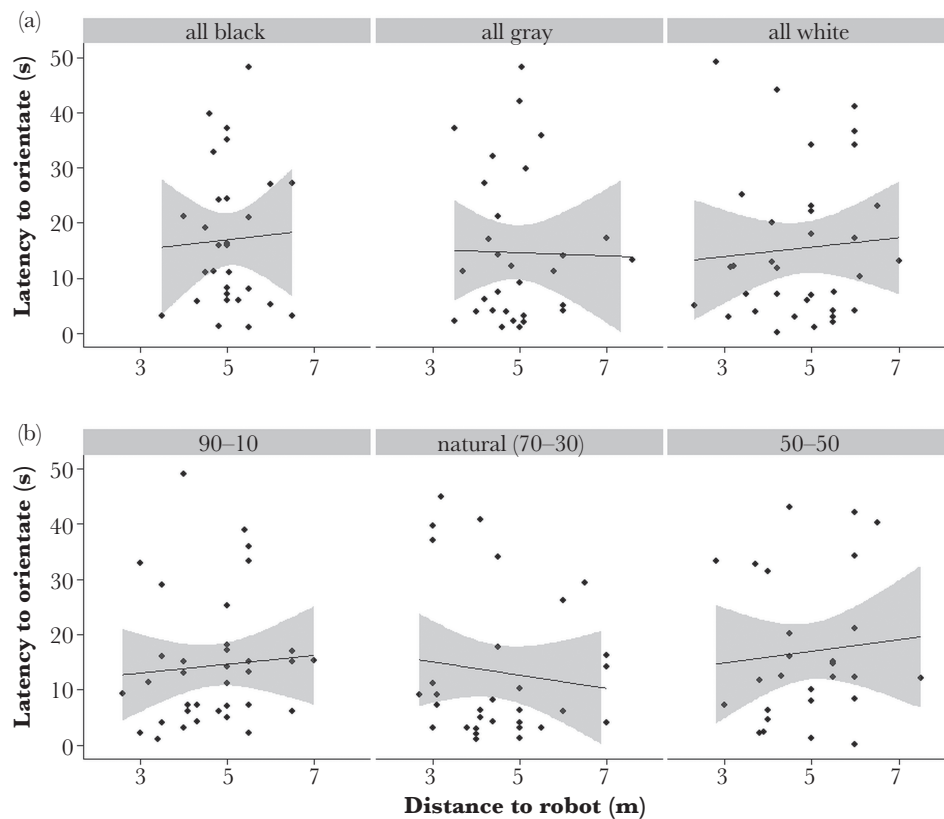 (a)
all black all gray all white
Latency to orientate (s)
50
40
30
20
10
0
3 5 7 3 5 7 3 5 7
(b)
90–10 natural (70–30) 50–50
Latency to orientate (s)
50
40
30
20
10
0
3 5 7 3 5 7 3 5 7
Distance to robot (m)